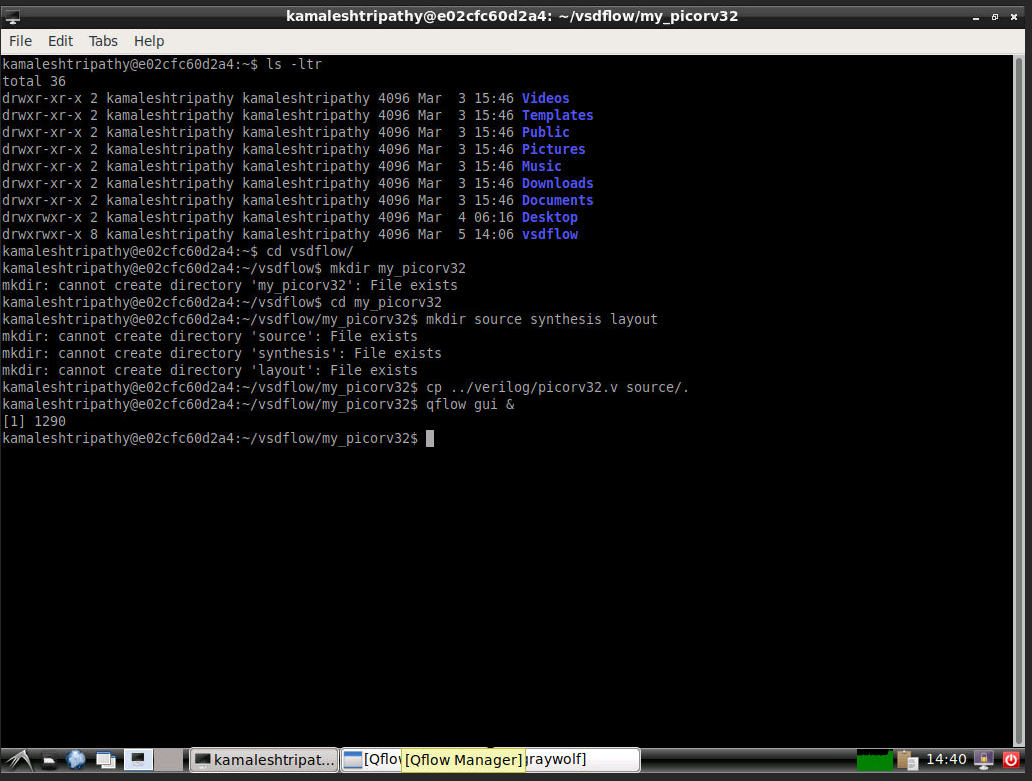 kamaleshtripathy@e02cfc60d2a4: ~/vsdflow/my_picorv32
File Edit Tabs Help
kamaleshtripathy@e02cfc60d2a4:~$ ls -ltr
total 36
drwxr-xr-x 2 kamaleshtripathy kamaleshtripathy 4096 Mar  3 15:46 Videos
drwxr-xr-x 2 kamaleshtripathy kamaleshtripathy 4096 Mar  3 15:46 Templates
drwxr-xr-x 2 kamaleshtripathy kamaleshtripathy 4096 Mar  3 15:46 Public
drwxr-xr-x 2 kamaleshtripathy kamaleshtripathy 4096 Mar  3 15:46 Pictures
drwxr-xr-x 2 kamaleshtripathy kamaleshtripathy 4096 Mar  3 15:46 Music
drwxr-xr-x 2 kamaleshtripathy kamaleshtripathy 4096 Mar  3 15:46 Downloads
drwxr-xr-x 2 kamaleshtripathy kamaleshtripathy 4096 Mar  3 15:46 Documents
drwxrwxr-x 2 kamaleshtripathy kamaleshtripathy 4096 Mar  4 06:16 Desktop
drwxrwxr-x 8 kamaleshtripathy kamaleshtripathy 4096 Mar  5 14:06 vsdflow
kamaleshtripathy@e02cfc60d2a4:~$ cd vsdflow/
kamaleshtripathy@e02cfc60d2a4:~/vsdflow$ mkdir my_picorv32
mkdir: cannot create directory 'my_picorv32': File exists
kamaleshtripathy@e02cfc60d2a4:~/vsdflow$ cd my_picorv32
kamaleshtripathy@e02cfc60d2a4:~/vsdflow/my_picorv32$ mkdir source synthesis layout
mkdir: cannot create directory 'source': File exists
mkdir: cannot create directory 'synthesis': File exists
mkdir: cannot create directory 'layout': File exists
kamaleshtripathy@e02cfc60d2a4:~/vsdflow/my_picorv32$ cp ../verilog/picorv32.v source/.
kamaleshtripathy@e02cfc60d2a4:~/vsdflow/my_picorv32$ qflow gui &
[1] 1290
kamaleshtripathy@e02cfc60d2a4:~/vsdflow/my_picorv32$
kamaleshtripat... [Qflow [Qflow Manager] graywolf] 14:40